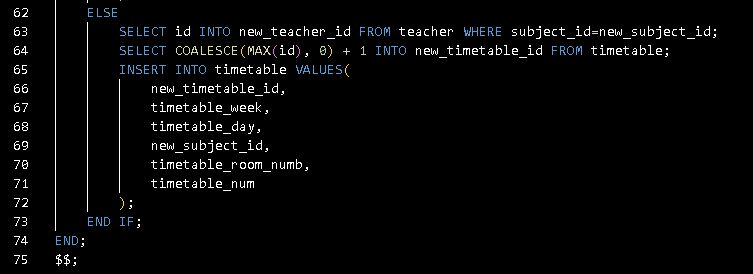 62 ELSE
63 SELECT id INTO new_teacher_id FROM teacher WHERE subject_id=new_subject_id;
64 SELECT COALESCE(MAX(id), 0) + 1 INTO new_timetable_id FROM timetable;
65 INSERT INTO timetable VALUES(
66 new_timetable_id,
67 timetable_week,
68 timetable_day,
69 new_subject_id,
70 timetable_room_numb,
71 timetable_num
72 );
73 END IF;
74 END;
75 $$;